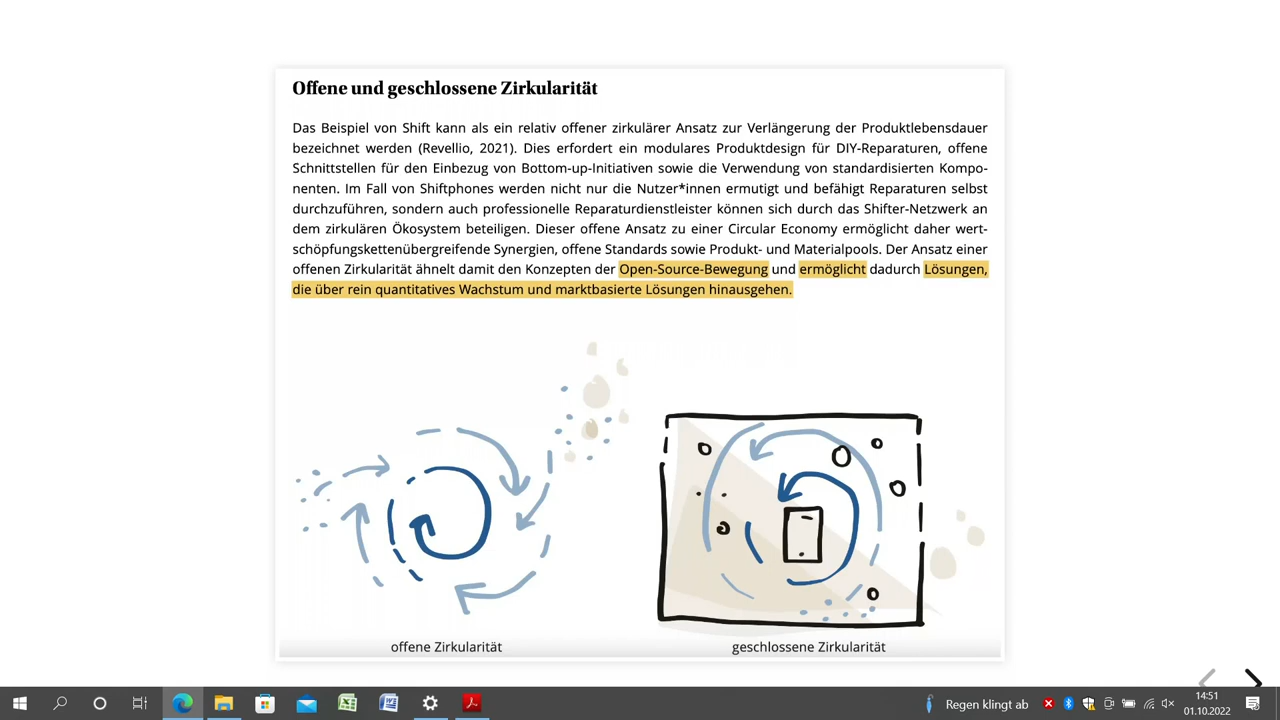 Offene und geschlossene Zirkularität
Das Beispiel von Shift kann als ein relativ offener zirkulärer Ansatz zur Verlängerung der Produktlebensdauer
bezeichnet werden (Revellio, 2021). Dies erfordert ein modulares Produktdesign für DIY-Reparaturen, offene
Schnittstellen für den Einbezug von Bottom-up-Initiativen sowie die Verwendung von standardisierten Kompo-
nenten. Im Fall von Shiftphones werden nicht nur die Nutzer*innen ermutigt und befähigt Reparaturen selbst
durchzuführen, sondern auch professionelle Reparaturdienstleister können sich durch das Shifter-Netzwerk an
dem zirkulären Ökosystem beteiligen. Dieser offene Ansatz zu einer Circular Economy ermöglicht daher wert-
schöpfungskettenübergreifende Synergien, offene Standards sowie Produkt- und Materialpools. Der Ansatz einer
offenen Zirkularität ähnelt damit den Konzepten der Open-Source-Bewegung und ermöglicht dadurch Lösungen,
die über rein quantitatives Wachstum und marktbasierte Lösungen hinausgehen.
offene Zirkularität
geschlossene Zirkularität
Regen klingt ab
14:51
01.10.2022